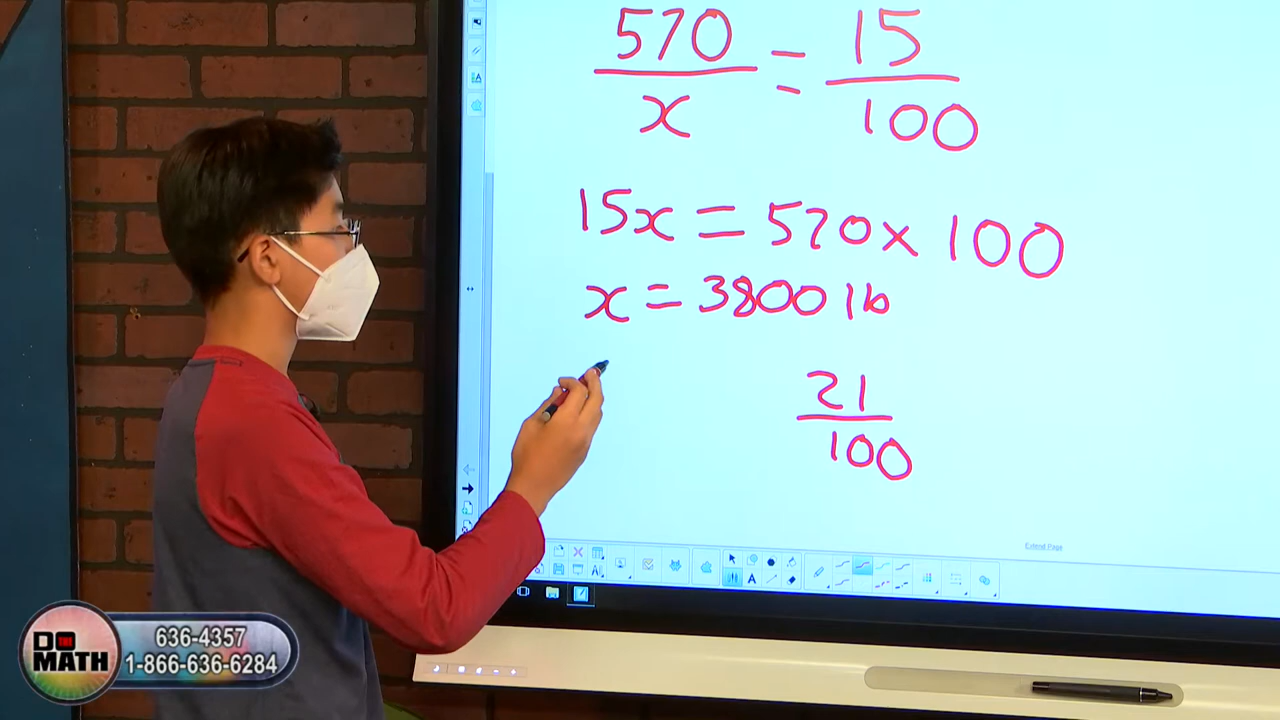 570 = 15
x 100
15x = 570 x 100
x = 3800 lb
21
100
Extend Page
DO THE MATH
636-4357
1-866-636-6284